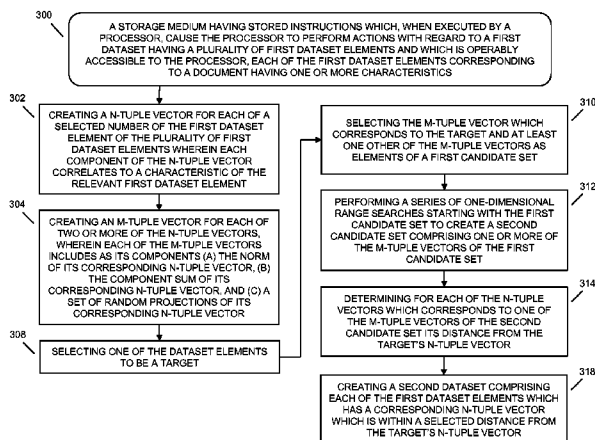 300
A STORAGE MEDIUM HAVING STORED INSTRUCTIONS WHICH, WHEN EXECUTED BY A
PROCESSOR, CAUSE THE PROCESSOR TO PERFORM ACTIONS WITH REGARD TO A FIRST
DATASET HAVING A PLURALITY OF FIRST DATASET ELEMENTS AND WHICH IS OPERABLY
ACCESSIBLE TO THE PROCESSOR, EACH OF THE FIRST DATASET ELEMENTS CORRESPONDING
TO A DOCUMENT HAVING ONE OR MORE CHARACTERISTICS
302
CREATING A N-TUPLE VECTOR FOR EACH OF A
SELECTED NUMBER OF THE FIRST DATASET
ELEMENT OF THE PLURALITY OF FIRST
DATASET ELEMENTS WHEREIN EACH
COMPONENT OF THE N-TUPLE VECTOR
CORRELATES TO A CHARACTERISTIC OF THE
RELEVANT FIRST DATASET ELEMENT
304
CREATING AN M-TUPLE VECTOR FOR EACH OF
TWO OR MORE OF THE N-TUPLE VECTORS,
WHEREIN EACH OF THE M-TUPLE VECTORS
INCLUDES AS ITS COMPONENTS (A) THE NORM
OF ITS CORRESPONDING N-TUPLE VECTOR, (B)
THE COMPONENT SUM OF ITS
CORRESPONDING N-TUPLE VECTOR, AND (C) A
SET OF RANDOM PROJECTIONS OF ITS
CORRESPONDING N-TUPLE VECTOR
308
SELECTING ONE OF THE DATASET ELEMENTS
TO BE A TARGET
310
SELECTING THE M-TUPLE VECTOR WHICH
CORRESPONDS TO THE TARGET AND AT LEAST
ONE OTHER OF THE M-TUPLE VECTORS AS
ELEMENTS OF A FIRST CANDIDATE SET
312
PERFORMING A SERIES OF ONE-DIMENSIONAL
RANGE SEARCHES STARTING WITH THE FIRST
CANDIDATE SET TO CREATE A SECOND
CANDIDATE SET COMPRISING ONE OR MORE
OF THE M-TUPLE VECTORS OF THE FIRST
CANDIDATE SET
314
DETERMINING FOR EACH OF THE N-TUPLE
VECTORS WHICH CORRESPONDS TO ONE OF
THE M-TUPLE VECTORS OF THE SECOND
CANDIDATE SET ITS DISTANCE FROM THE
TARGET'S N-TUPLE VECTOR
318
CREATING A SECOND DATASET COMPRISING
EACH OF THE FIRST DATASET ELEMENTS WHICH
HAS A CORRESPONDING N-TUPLE VECTOR
WHICH IS WITHIN A SELECTED DISTANCE FROM
THE TARGET'S N-TUPLE VECTOR